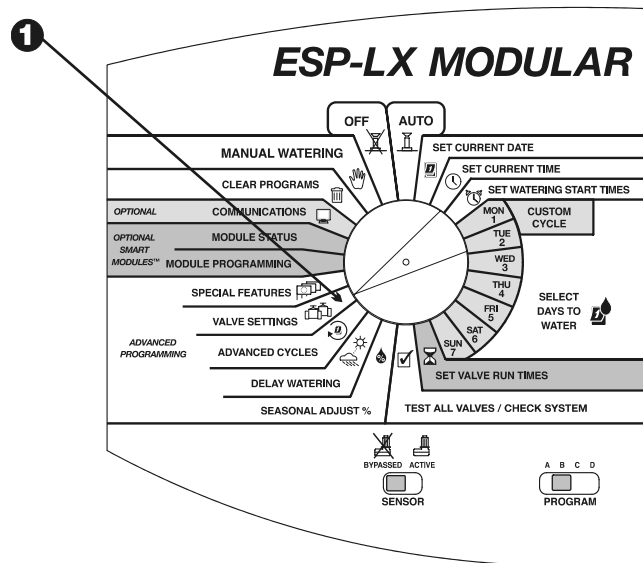 1
ESP-LX MODULAR
OFF
AUTO
MANUAL WATERING
SET CURRENT DATE
CLEAR PROGRAMS
SET CURRENT TIME
OPTIONAL
COMMUNICATIONS
SET WATERING START TIMES
OPTIONAL
SMART
MODULES™
MODULE STATUS
MODULE PROGRAMMING
MON
1
CUSTOM
CYCLE
TUE
2
WED
3
THU
4
FRI
5
SAT
6
SUN
7
SELECT
DAYS TO
WATER
ADVANCED
PROGRAMMING
SPECIAL FEATURES
VALVE SETTINGS
ADVANCED CYCLES
DELAY WATERING
SEASONAL ADJUST %
SET VALVE RUN TIMES
TEST ALL VALVES / CHECK SYSTEM
BYPASSED ACTIVE
SENSOR
A B C D
PROGRAM